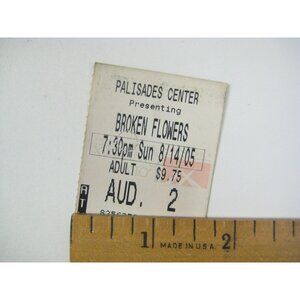 PALISADES CENTER
Presenting
BROKEN FLOWERS
7:30pm Sun 8/14/05
ADULT $9.75
AUD. 2
1 MADE IN U.S.A. 2